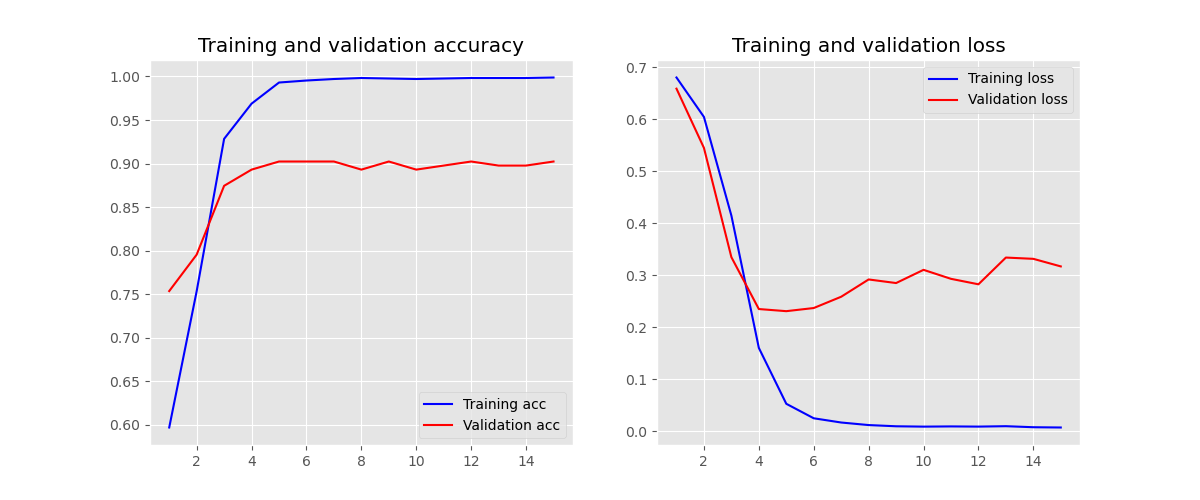 Training and validation accuracy
1.00
0.95
0.90
0.85
0.80
0.75
0.70
0.65
0.60
Training acc
Validation acc
2 4 6 8 10 12 14
Training and validation loss
0.7
0.6
0.5
0.4
0.3
0.2
0.1
0.0
Training loss
Validation loss
2 4 6 8 10 12 14